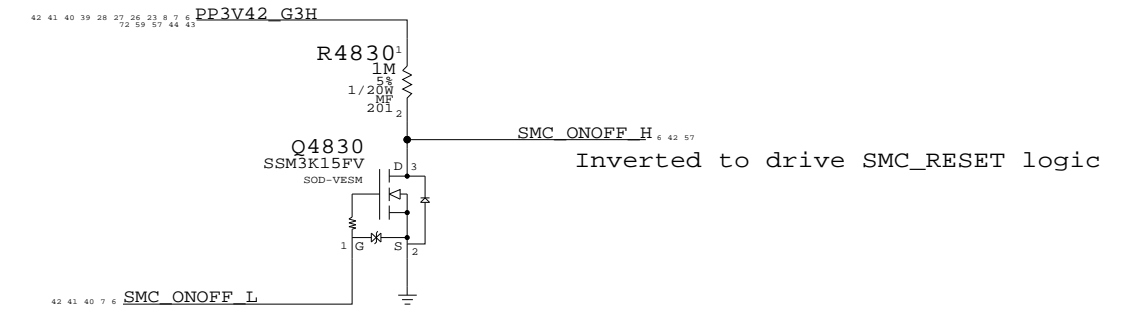 42 41 40 39 28 27 26 23 8 7 6 PP3V42_G3H
72 59 57 44 43
R4830 1
1M
5%
1/20W
MF
201 2
SMC_ONOFF_H 6 42 57
Inverted to drive SMC_RESET logic
Q4830
SSM3K15FV
SOD-VESM
D 3
1 G S 2
42 41 40 7 6 SMC_ONOFF_L